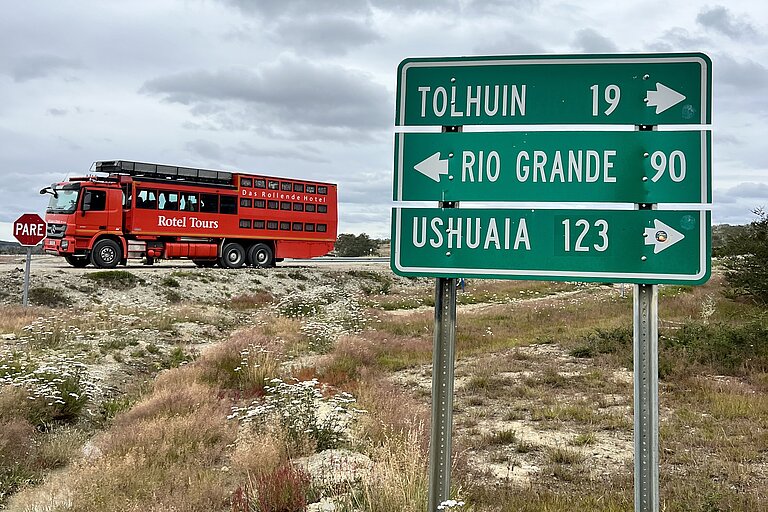 TOLHUIN 19
RIO GRANDE 90
USHUAIA 123
PARE
Rotel Tours
Das Rollende Hotel